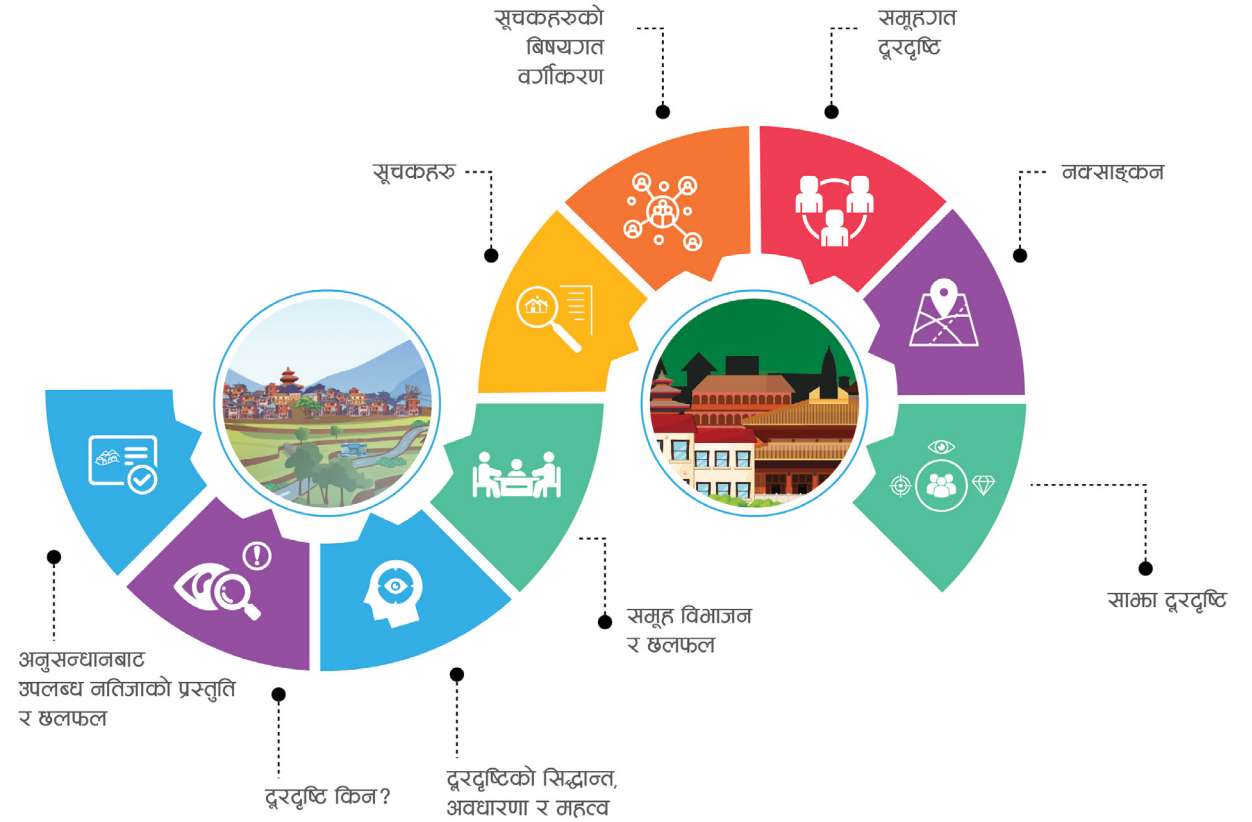 सूचकहरुको
बिषयगत
वर्गीकरण
समूहगत
दूरदृष्टि
सूचकहरु
नक्साङ्कन
साझा दूरदृष्टि
समूह विभाजन
र छलफल
अनुसन्धानबाट
उपलब्ध नतिजाको प्रस्तुति
र छलफल
दूरदृष्टि किन?
दूरदृष्टिको सिद्धान्त,
अवधारणा र महत्व